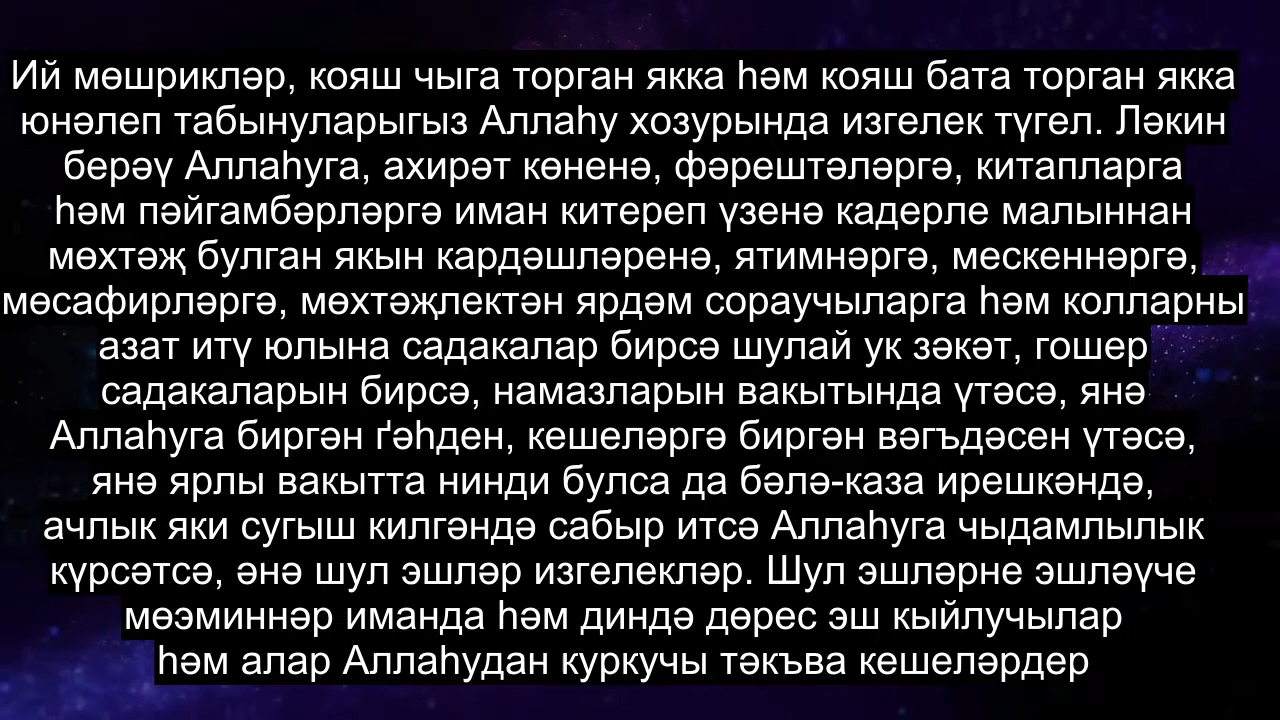 Ий мөшрикләр, кояш чыга торган якка һәм кояш бата торган якка
юнәлеп табынуларыгыз Аллаһу хозурында изгелек түгел. Ләкин
берәү Аллаһуга, ахирәт көненә, фәрештәләргә, китапларга
һәм пәйгамбәрләргә иман китереп үзенә кадерле малыннан
мөхтәҗ булган якын кардәшләренә, ятимнәргә, мескеннәргә,
мөсафирләргә, мөхтәҗлектән ярдәм сораучыларга һәм колларны
азат итү юлына садакалар бирсә шулай ук зәкәт, гошер
садакаларын бирсә, намазларын вакытында үтәсә, янә
Аллаһуга биргән ґәһден, кешеләргә биргән вәгъдәсен үтәсә,
янә ярлы вакытта нинди булса да бәлә-каза ирешкәндә,
ачлык яки сугыш килгәндә сабыр итсә Аллаһуга чыдамлылык
күрсәтсә, әнә шул эшләр изгелекләр. Шул эшләрне эшләүче
мөэминнәр иманда һәм диндә дөрес эш кыйлучылар
һәм алар Аллаһудан куркучы тәкъва кешеләрдер